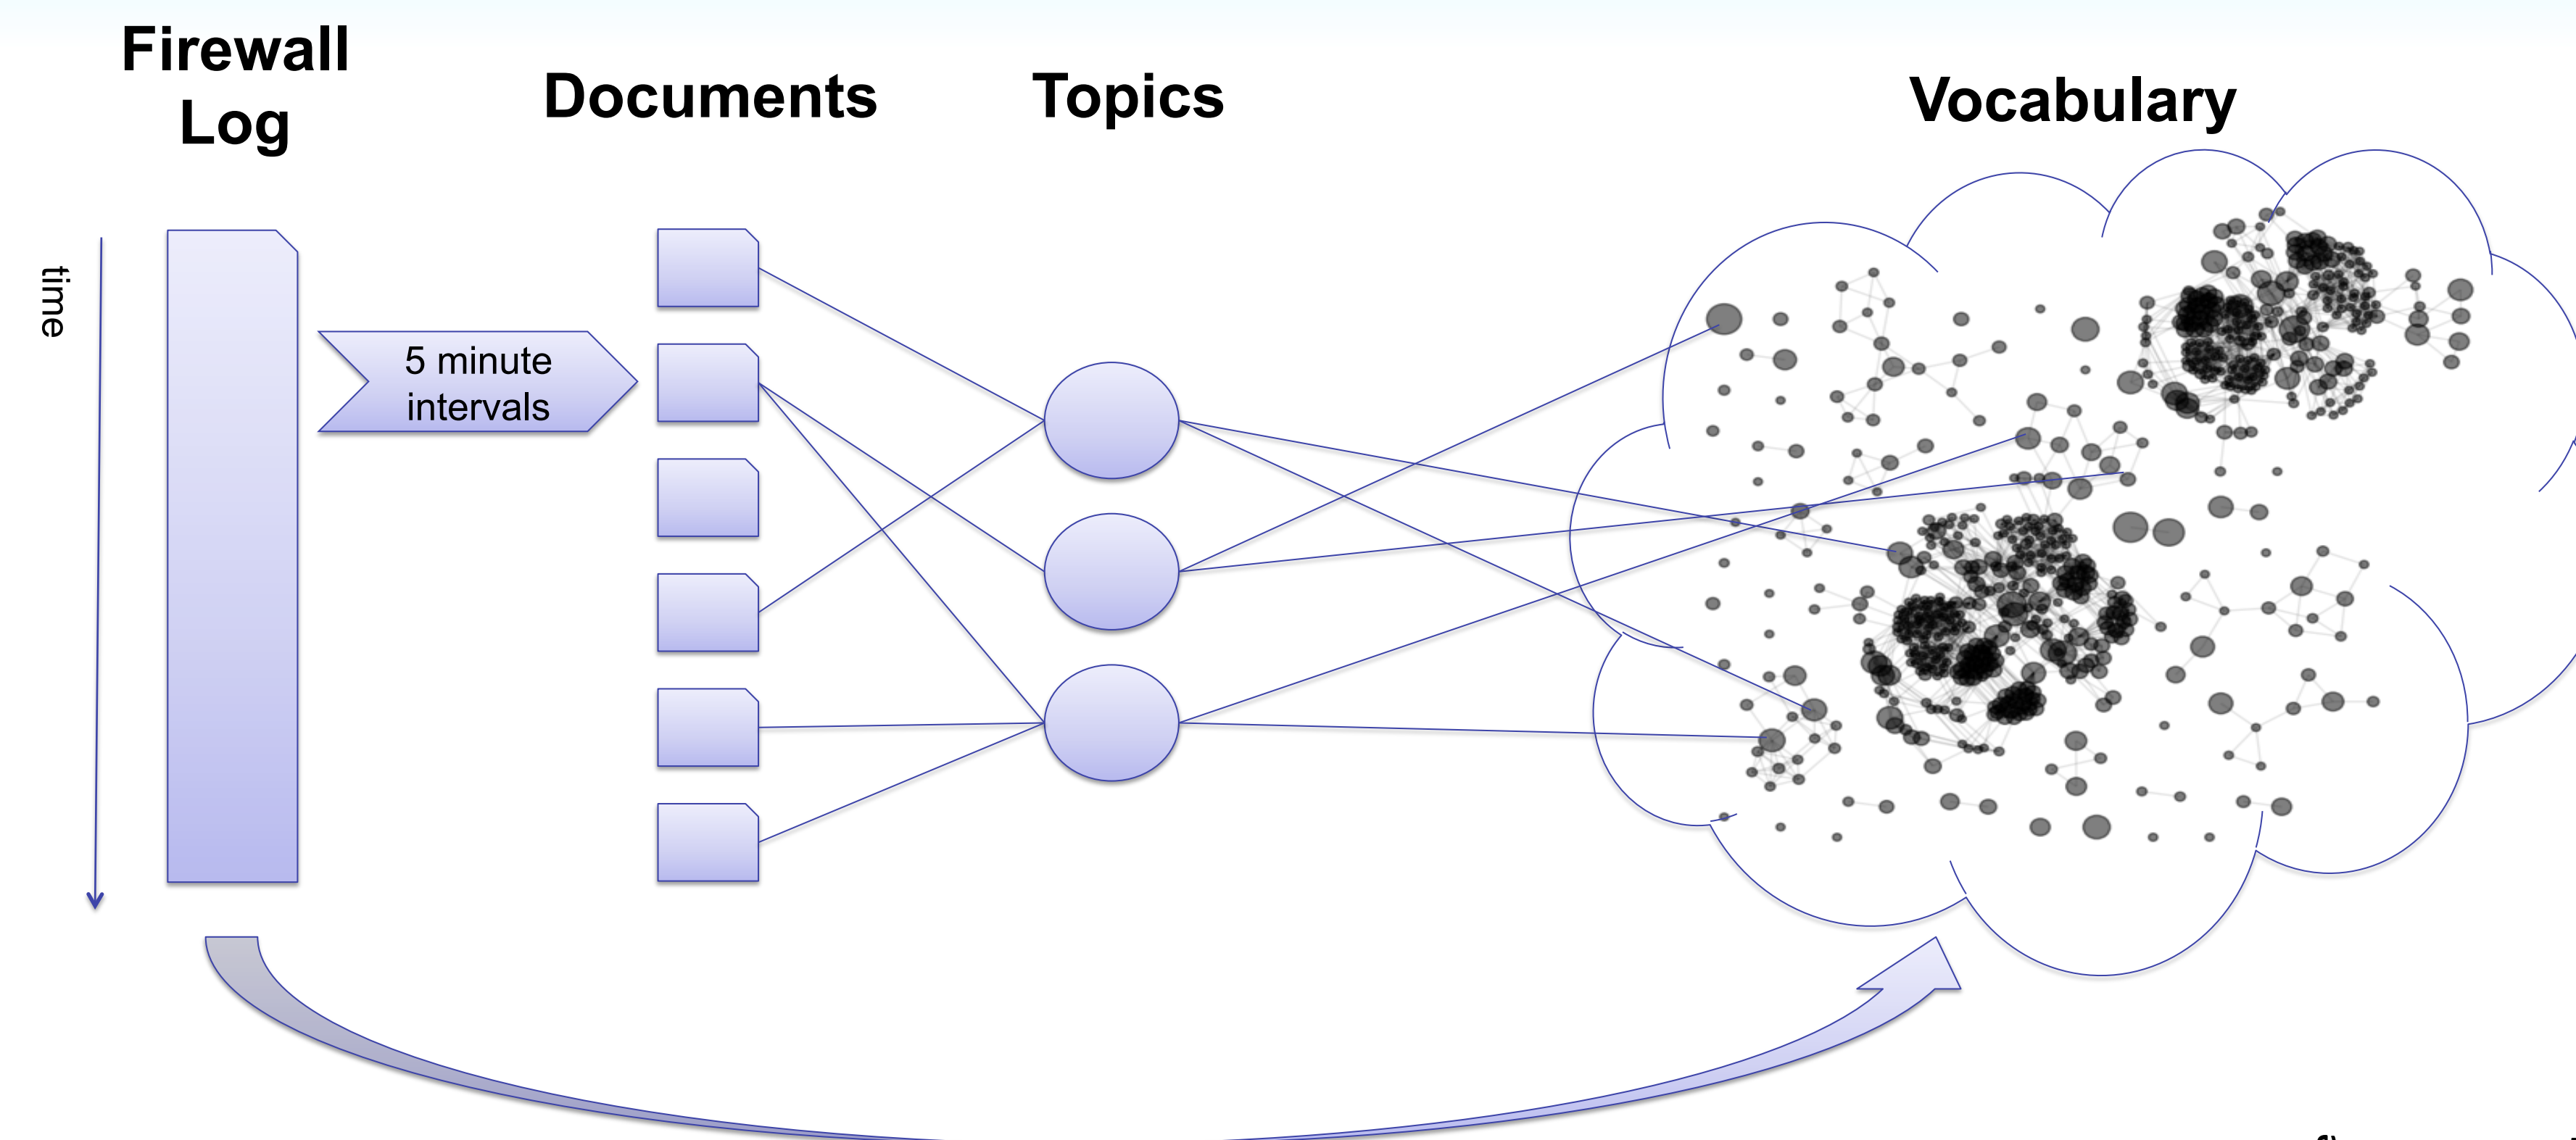 Firewall
Log
Documents
Topics
Vocabulary
time
5 minute
intervals